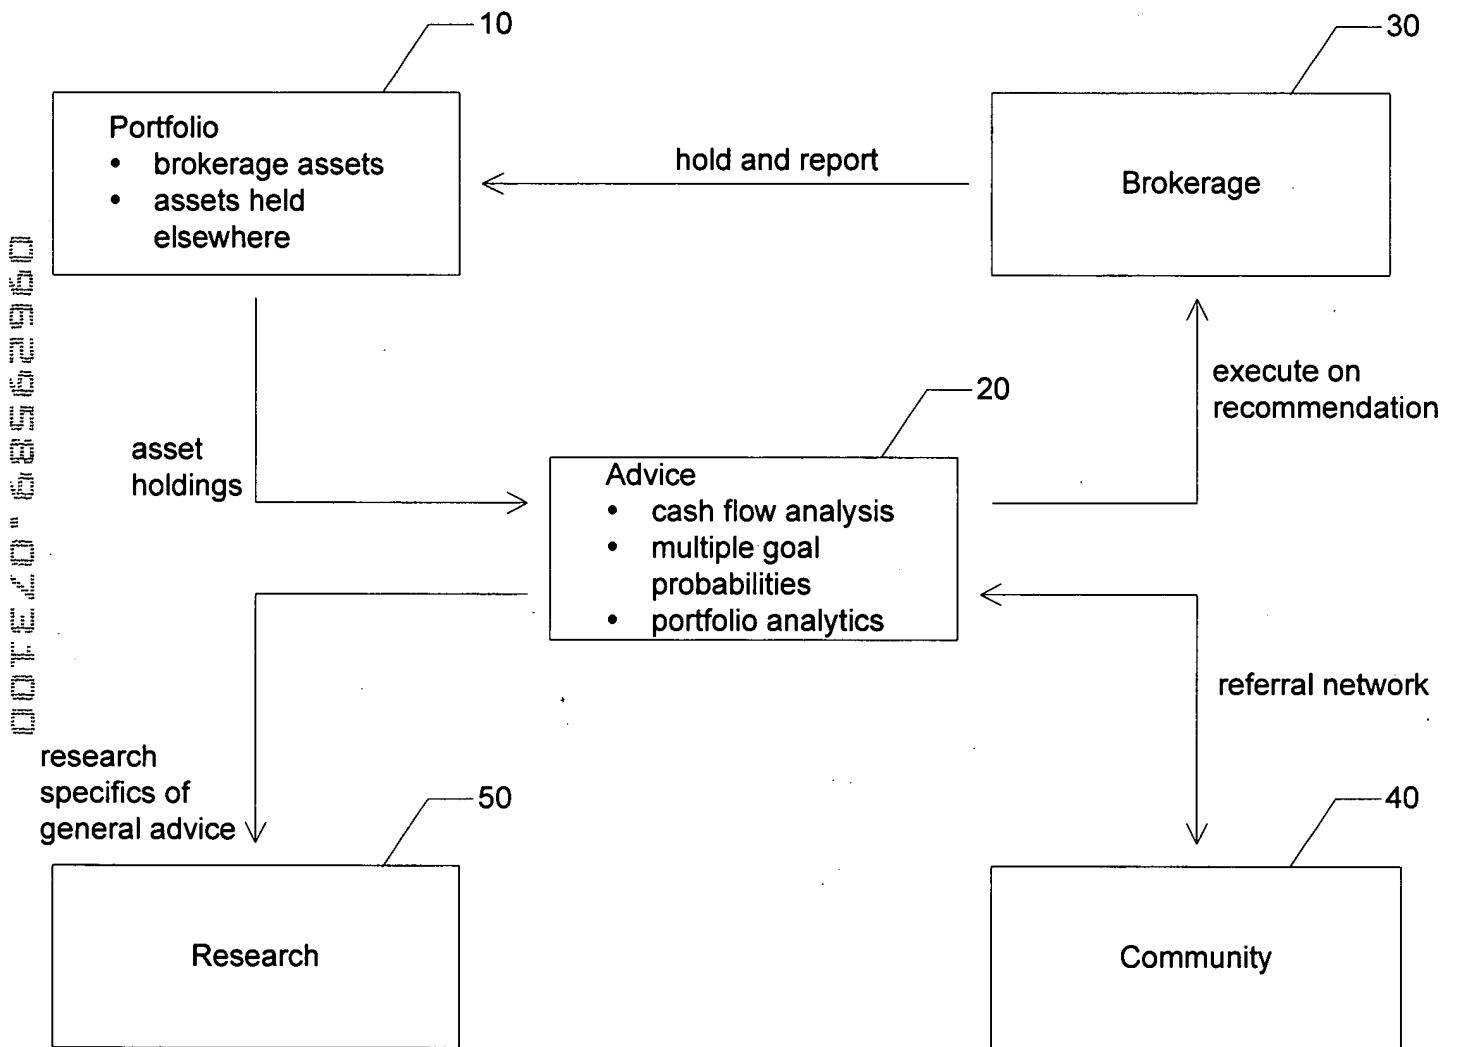 10
30
Portfolio
• brokerage assets
• assets held
elsewhere
hold and report
Brokerage
execute on
recommendation
20
asset
holdings
Advice
• cash flow analysis
• multiple goal
probabilities
• portfolio analytics
referral network
research
specifics of
general advice
50
40
Research
Community